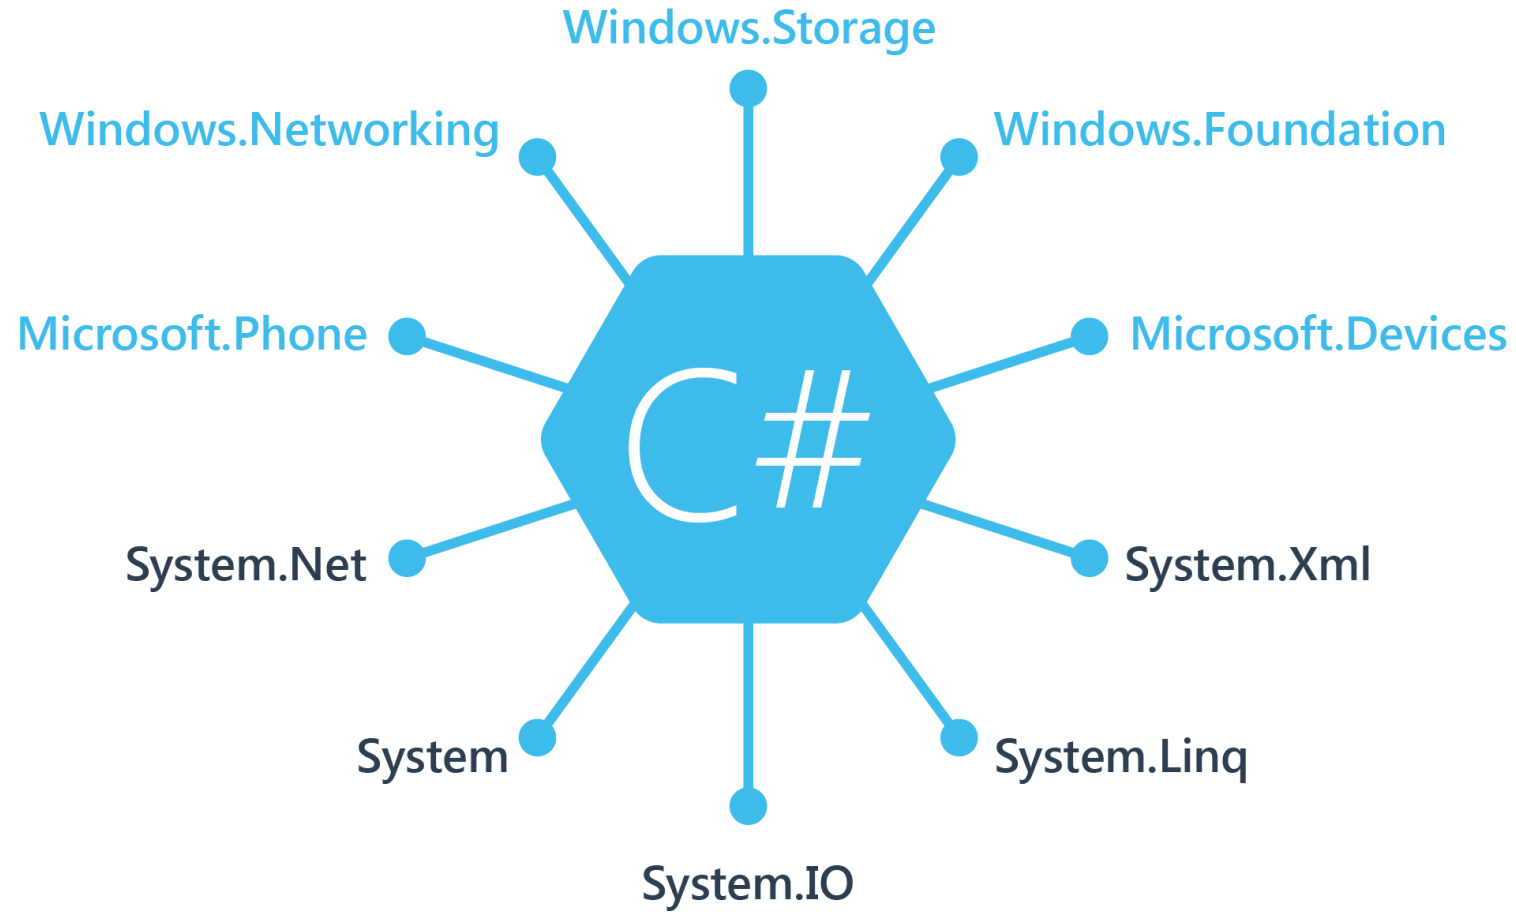 Windows.Storage
Windows.Networking
Windows.Foundation
Microsoft.Phone
Microsoft.Devices
C#
System.Net
System.Xml
System
System.Linq
System.IO